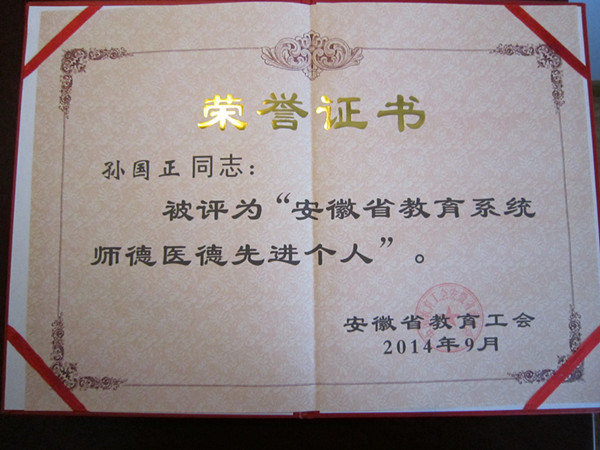 荣誉证书
孙国正同志：
被评为“安徽省教育系统
师德医德先进个人”。
安徽省教育工会
2014年9月